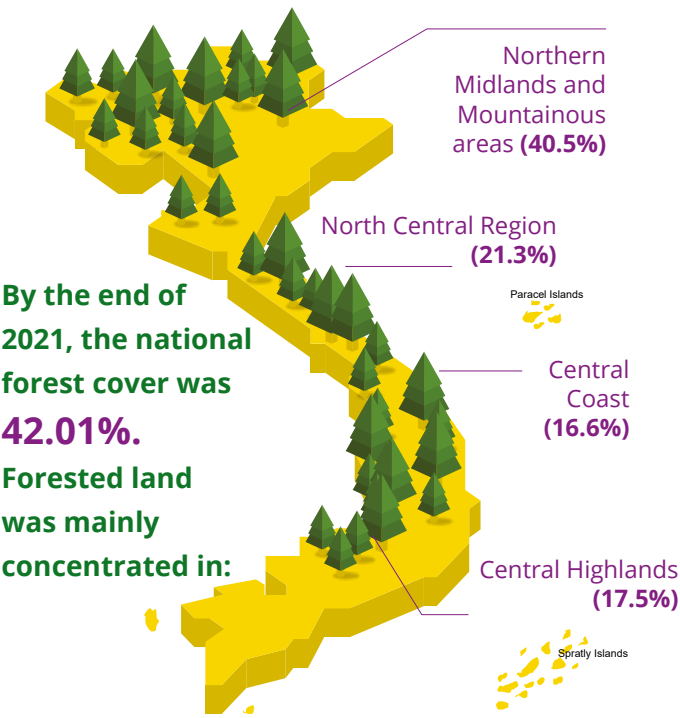 Northern
Midlands and
Mountainous
areas (40.5%)
North Central Region
(21.3%)
By the end of
2021, the national
forest cover was
42.01%.
Forested land
was mainly
concentrated in:
Paracel Islands
Central
Coast
(16.6%)
Central Highlands
(17.5%)
Spratly Islands